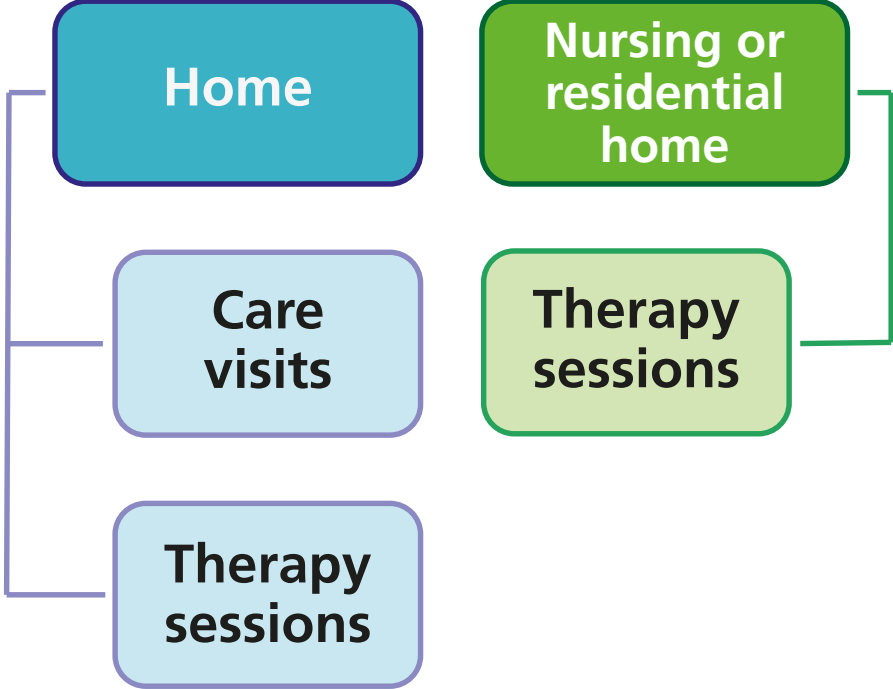 Home
Care
visits
Therapy
sessions
Nursing or
residential
home
Therapy
sessions